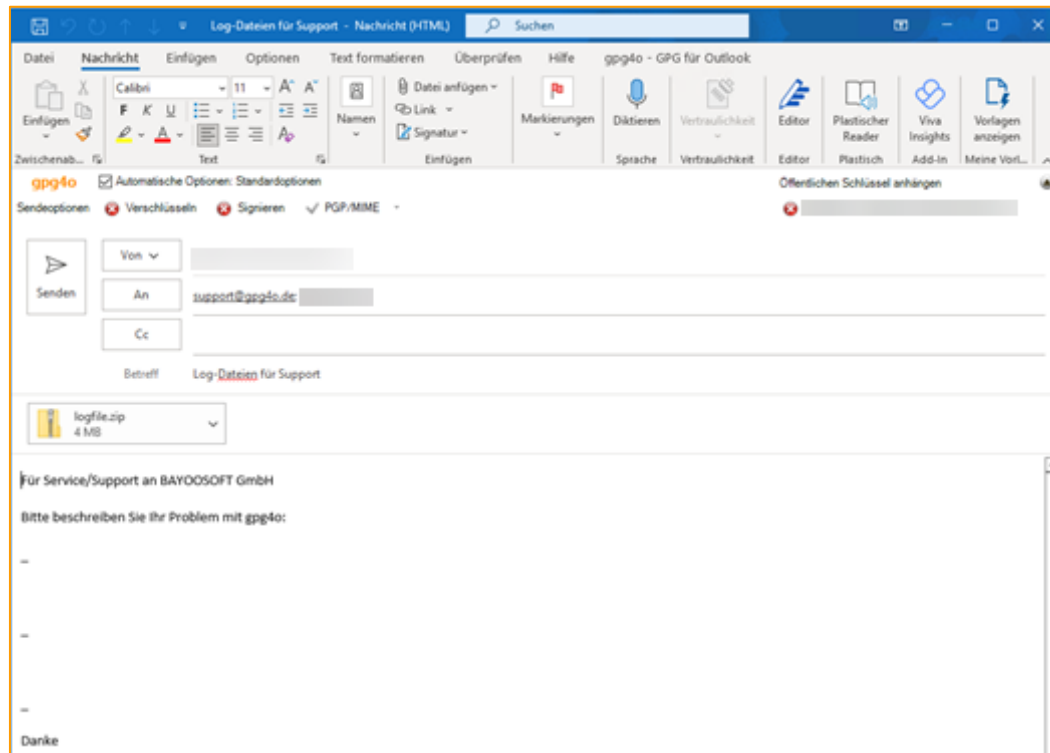 Log-Dateien für Support - Nachricht (HTML) Suchen
Datei Nachricht Einfügen Optionen Text formatieren Überprüfen Hilfe gpg4o - GPG für Outlook
Calibri 11 Datei anfügen
Einfügen F K U Namen Link Markierungen Diktieren Vertraulichkeit Editor Plastischer Reader Viva Insights Vorlagen anzeigen
Signatur
Zwischenab... Text Einfügen Sprache Vertraulichkeit Editor Plastisch Add-In Meine Vorl...
gpg4o Automatische Optionen: Standardoptionen Öffentlichen Schlüssel anhängen
Sendeoptionen Verschlüsseln Signieren PGP/MIME
Von
Senden An support@gpg4o.de;
Cc
Betreff Log-Dateien für Support
logfile.zip
4 MB
Für Service/Support an BAYOOSOFT GmbH
Bitte beschreiben Sie Ihr Problem mit gpg4o:
–
–
–
Danke